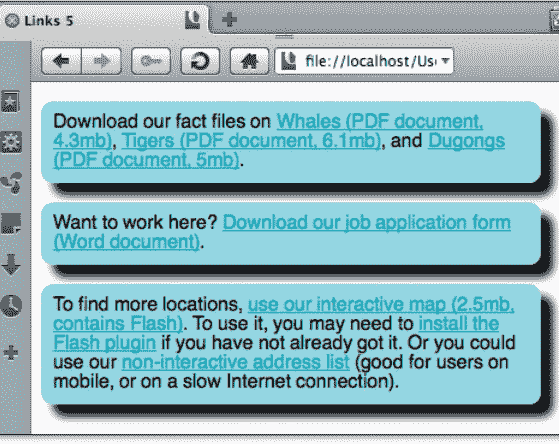 Links 5
file://localhost/Use
Download our fact files on Whales (PDF document,
4.3mb), Tigers (PDF document, 6.1mb), and Dugongs
(PDF document, 5mb).
Want to work here? Download our job application form
(Word document).
To find more locations, use our interactive map (2.5mb,
contains Flash). To use it, you may need to install the
Flash plugin if you have not already got it. Or you could
use our non-interactive address list (good for users on
mobile, or on a slow Internet connection).